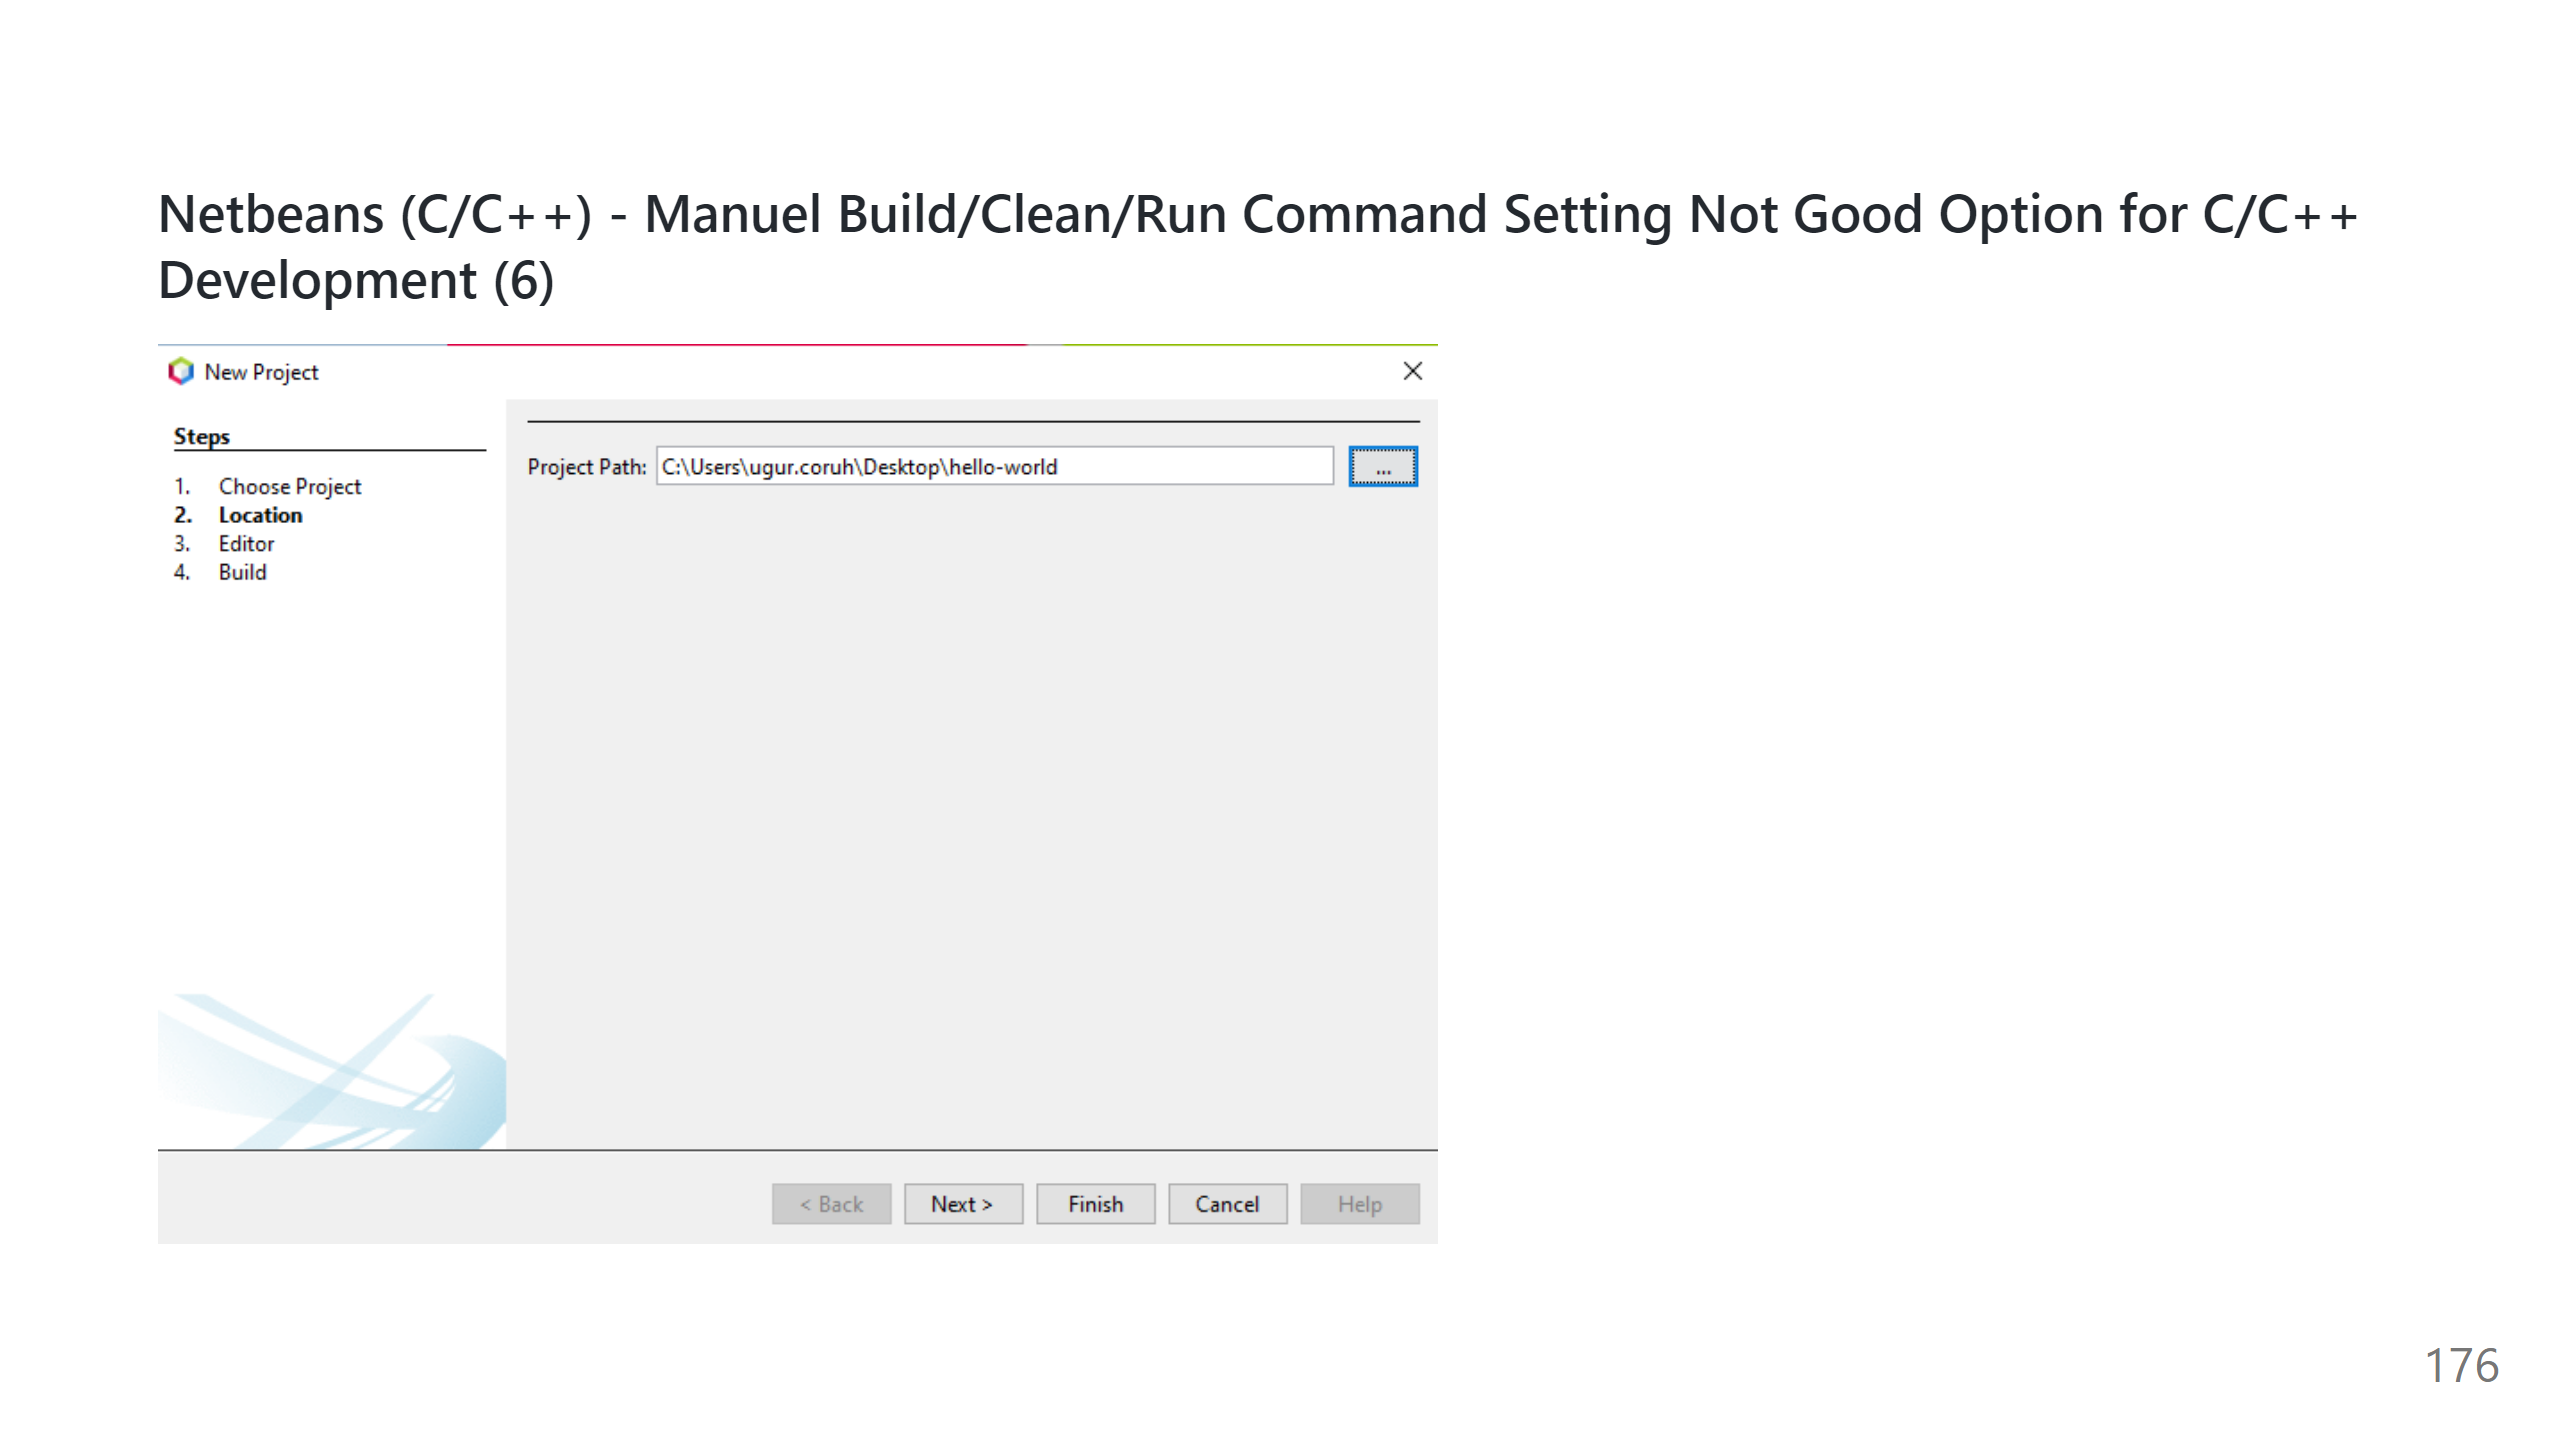 Netbeans (C/C++) - Manuel Build/Clean/Run Command Setting Not Good Option for C/C++
Development (6)
New Project
Steps
1. Choose Project
2. Location
3. Editor
4. Build
Project Path: C:\Users\ugur.coruh\Desktop\hello-world ...
< Back Next > Finish Cancel Help
176